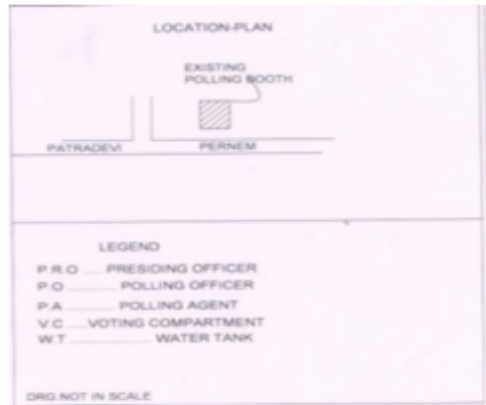 LOCATION-PLAN
EXISTING
POLLING BOOTH
PATRADEVI PERNEM
LEGEND
P.R.O ..... PRESIDING OFFICER
P.O ............. POLLING OFFICER
P.A ............. POLLING AGENT
V.C ..... VOTING COMPARTMENT
W.T ..................... WATER TANK
DRG.NOT IN SCALE